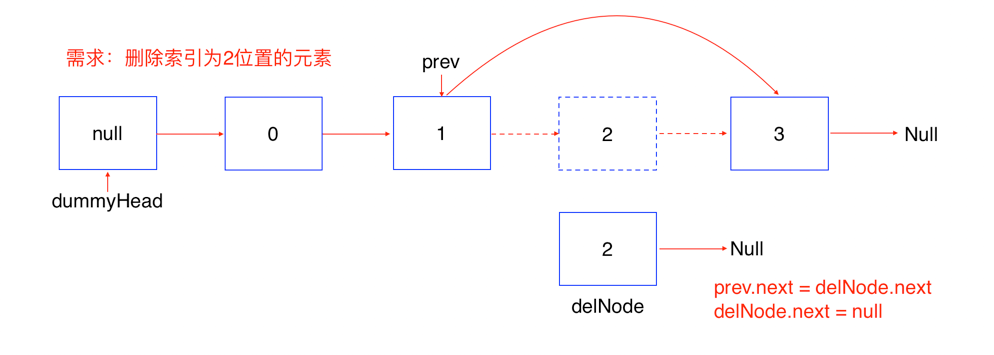 需求：删除索引为2位置的元素
prev
null
0
1
2
3
Null
dummyHead
2
Null
delNode
prev.next = delNode.next
delNode.next = null